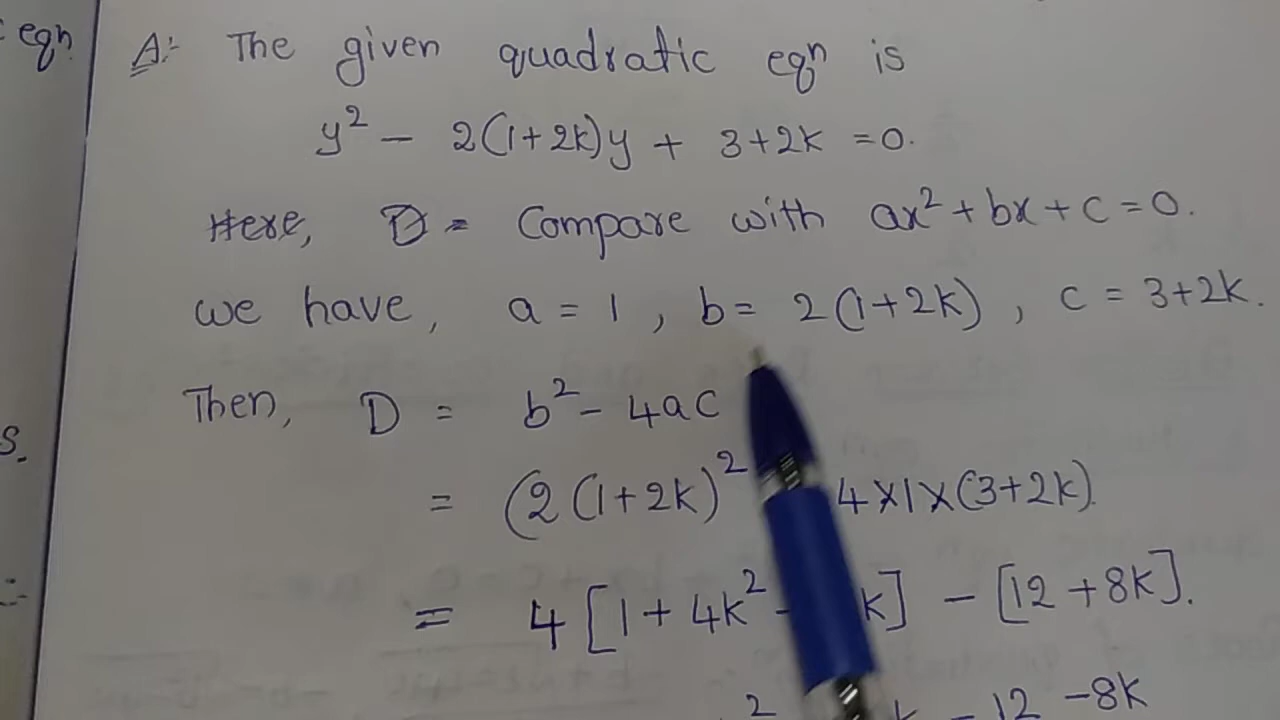 eqn
A:- The given quadratic eqn is
y² - 2(1+2k)y + 3+2k =0.
Here, D = Compare with ax²+bx+c=0.
we have, a = 1, b= 2(1+2k), c = 3+2k.
Then, D = b²- 4ac
s.
= (2(1+2k)² 4×1×(3+2k).
= 4[1+4k² k] - [12+8k].
² k - 12 -8k